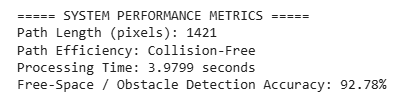 ===== SYSTEM PERFORMANCE METRICS =====
Path Length (pixels): 1421
Path Efficiency: Collision-Free
Processing Time: 3.9799 seconds
Free-Space / Obstacle Detection Accuracy: 92.78%